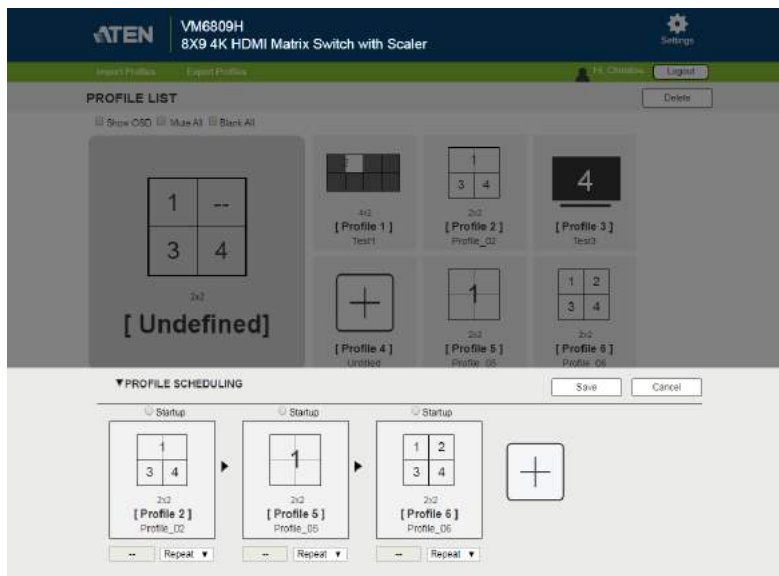 ATEN
VM6809H
8X9 4K HDMI Matrix Switch with Scaler
Settings
Import Profiles Export Profiles
Hi, Christine Logout
PROFILE LIST
Delete
Show OSD Mute All Blank All
1 --
3 4
2x2
[ Undefined]
4x2
[ Profile 1 ]
Test1
1
3 4
2x2
[ Profile 2 ]
Profile_02
4
[ Profile 3 ]
Test3
[ Profile 4 ]
Untitled
1
2x2
[ Profile 5 ]
Profile_05
1 2
3 4
2x2
[ Profile 6 ]
Profile_06
▼PROFILE SCHEDULING
Save Cancel
Startup Startup Startup
1
3 4
2x2
[ Profile 2 ]
Profile_02
-- Repeat ▼
1
2x2
[ Profile 5 ]
Profile_05
-- Repeat ▼
1 2
3 4
2x2
[ Profile 6 ]
Profile_06
-- Repeat ▼